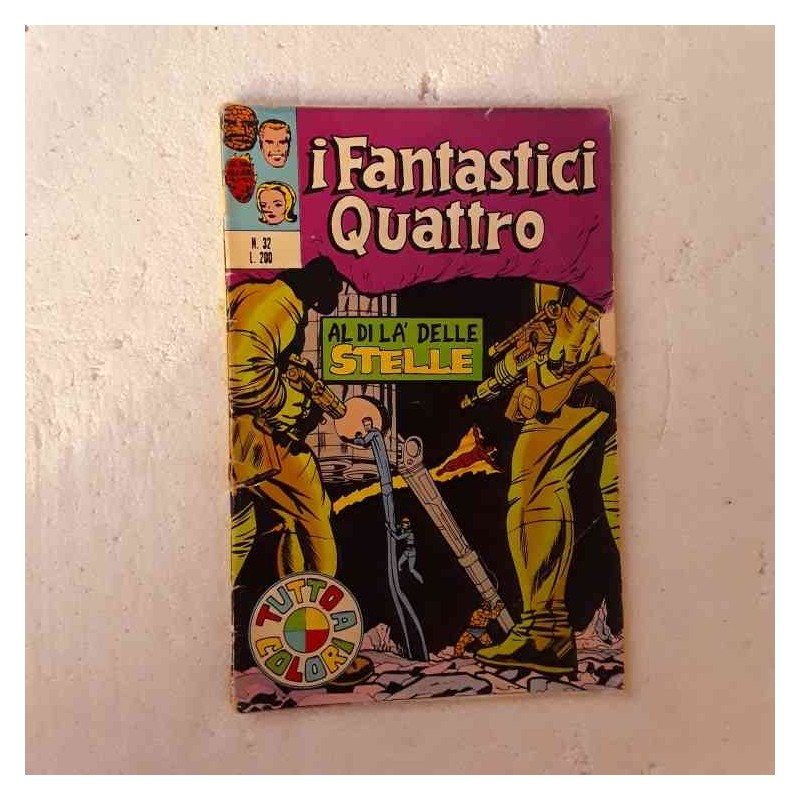 i Fantastici
Quattro
N. 32
L. 200
AL DI LA' DELLE
STELLE
TUTTO A
COLORI